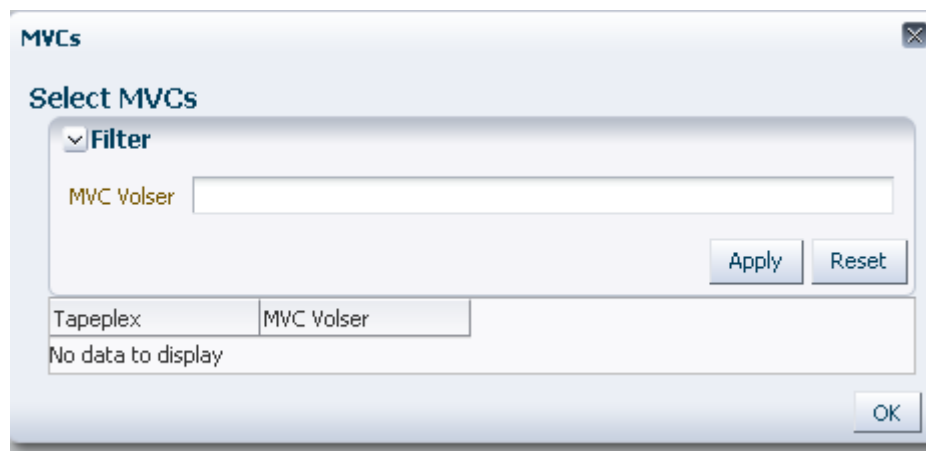 MVCs
Select MVCs
Filter
MVC Volser
Apply Reset
Tapeplex MVC Volser
No data to display
OK